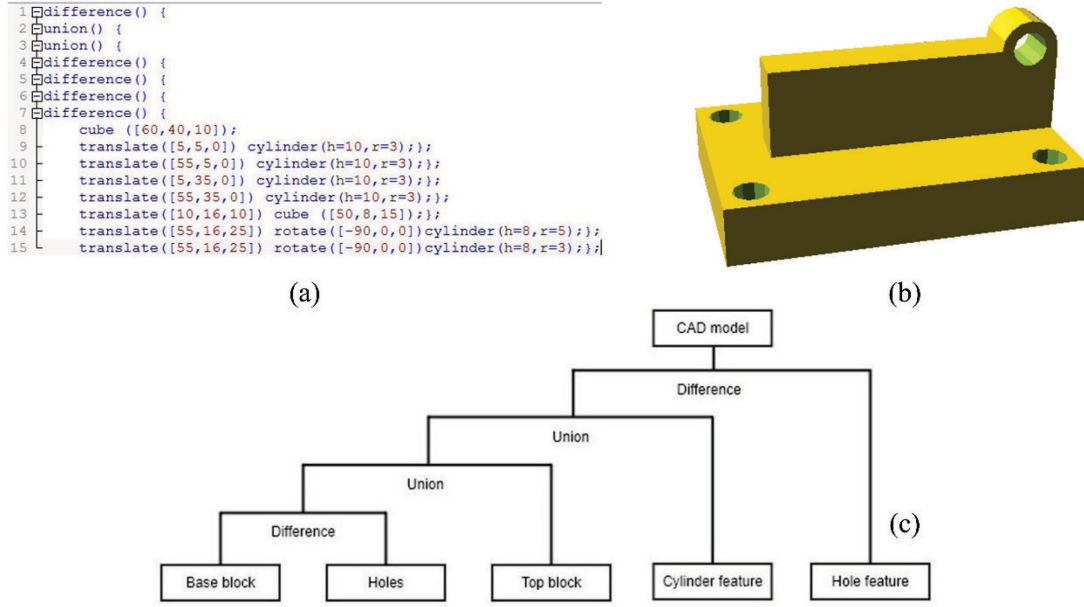 1 difference() {
2 union() {
3 union() {
4 difference() {
5 difference() {
6 difference() {
7 difference() {
8 cube ([60,40,10]);
9 translate([5,5,0]) cylinder(h=10,r=3);};
10 translate([55,5,0]) cylinder(h=10,r=3);};
11 translate([5,35,0]) cylinder(h=10,r=3);};
12 translate([55,35,0]) cylinder(h=10,r=3);};
13 translate([10,16,10]) cube ([50,8,15]);};
14 translate([55,16,25]) rotate([-90,0,0])cylinder(h=8,r=5);};
15 translate([55,16,25]) rotate([-90,0,0])cylinder(h=8,r=3);};
(a)
(b)
CAD model
Difference
Union
Union
Difference
(c)
Base block
Holes
Top block
Cylinder feature
Hole feature